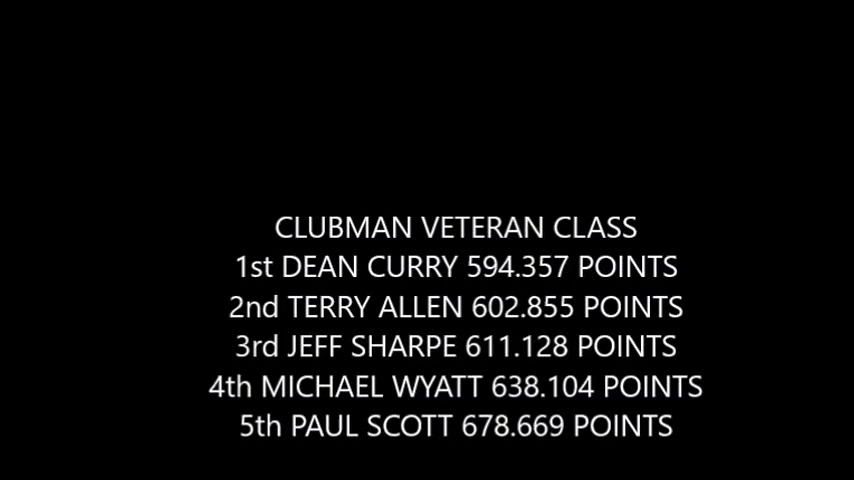 CLUBMAN VETERAN CLASS
1st DEAN CURRY 594.357 POINTS
2nd TERRY ALLEN 602.855 POINTS
3rd JEFF SHARPE 611.128 POINTS
4th MICHAEL WYATT 638.104 POINTS
5th PAUL SCOTT 678.669 POINTS